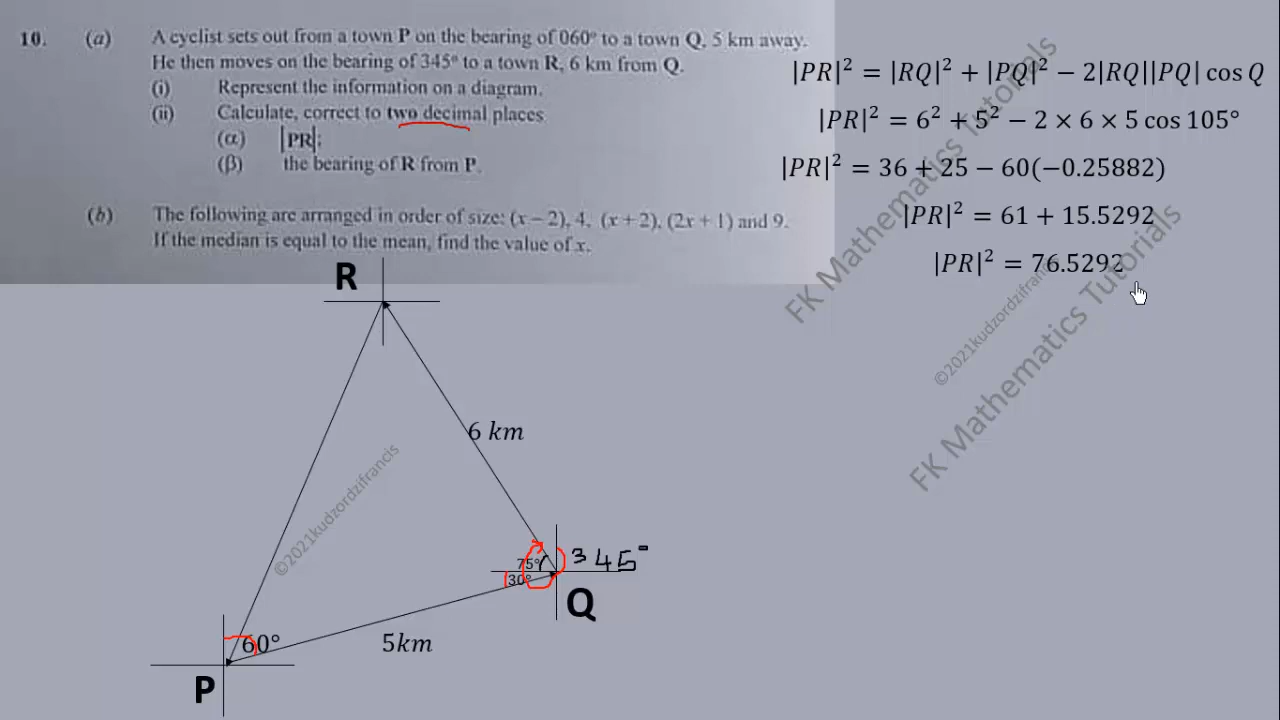 10. (a) A cyclist sets out from a town P on the bearing of 060° to a town Q, 5 km away.
He then moves on the bearing of 345° to a town R, 6 km from Q.
(i) Represent the information on a diagram.
(ii) Calculate, correct to two decimal places
(α) |PR|;
(β) the bearing of R from P.
(b) The following are arranged in order of size: (x – 2), 4, (x + 2), (2x + 1) and 9.
If the median is equal to the mean, find the value of x.
|PR|² = |RQ|² + |PQ|² − 2|RQ||PQ| cos Q
|PR|² = 6² + 5² − 2 × 6 × 5 cos 105°
|PR|² = 36 + 25 − 60(−0.25882)
|PR|² = 61 + 15.5292
|PR|² = 76.5292
R
6 km
75°
345°
30°
Q
60°
5km
P
FK Mathematics Tutorials
©2021kudzordzifrancis
FK Mathematics Tutorials
©2021kudzordzifrancis